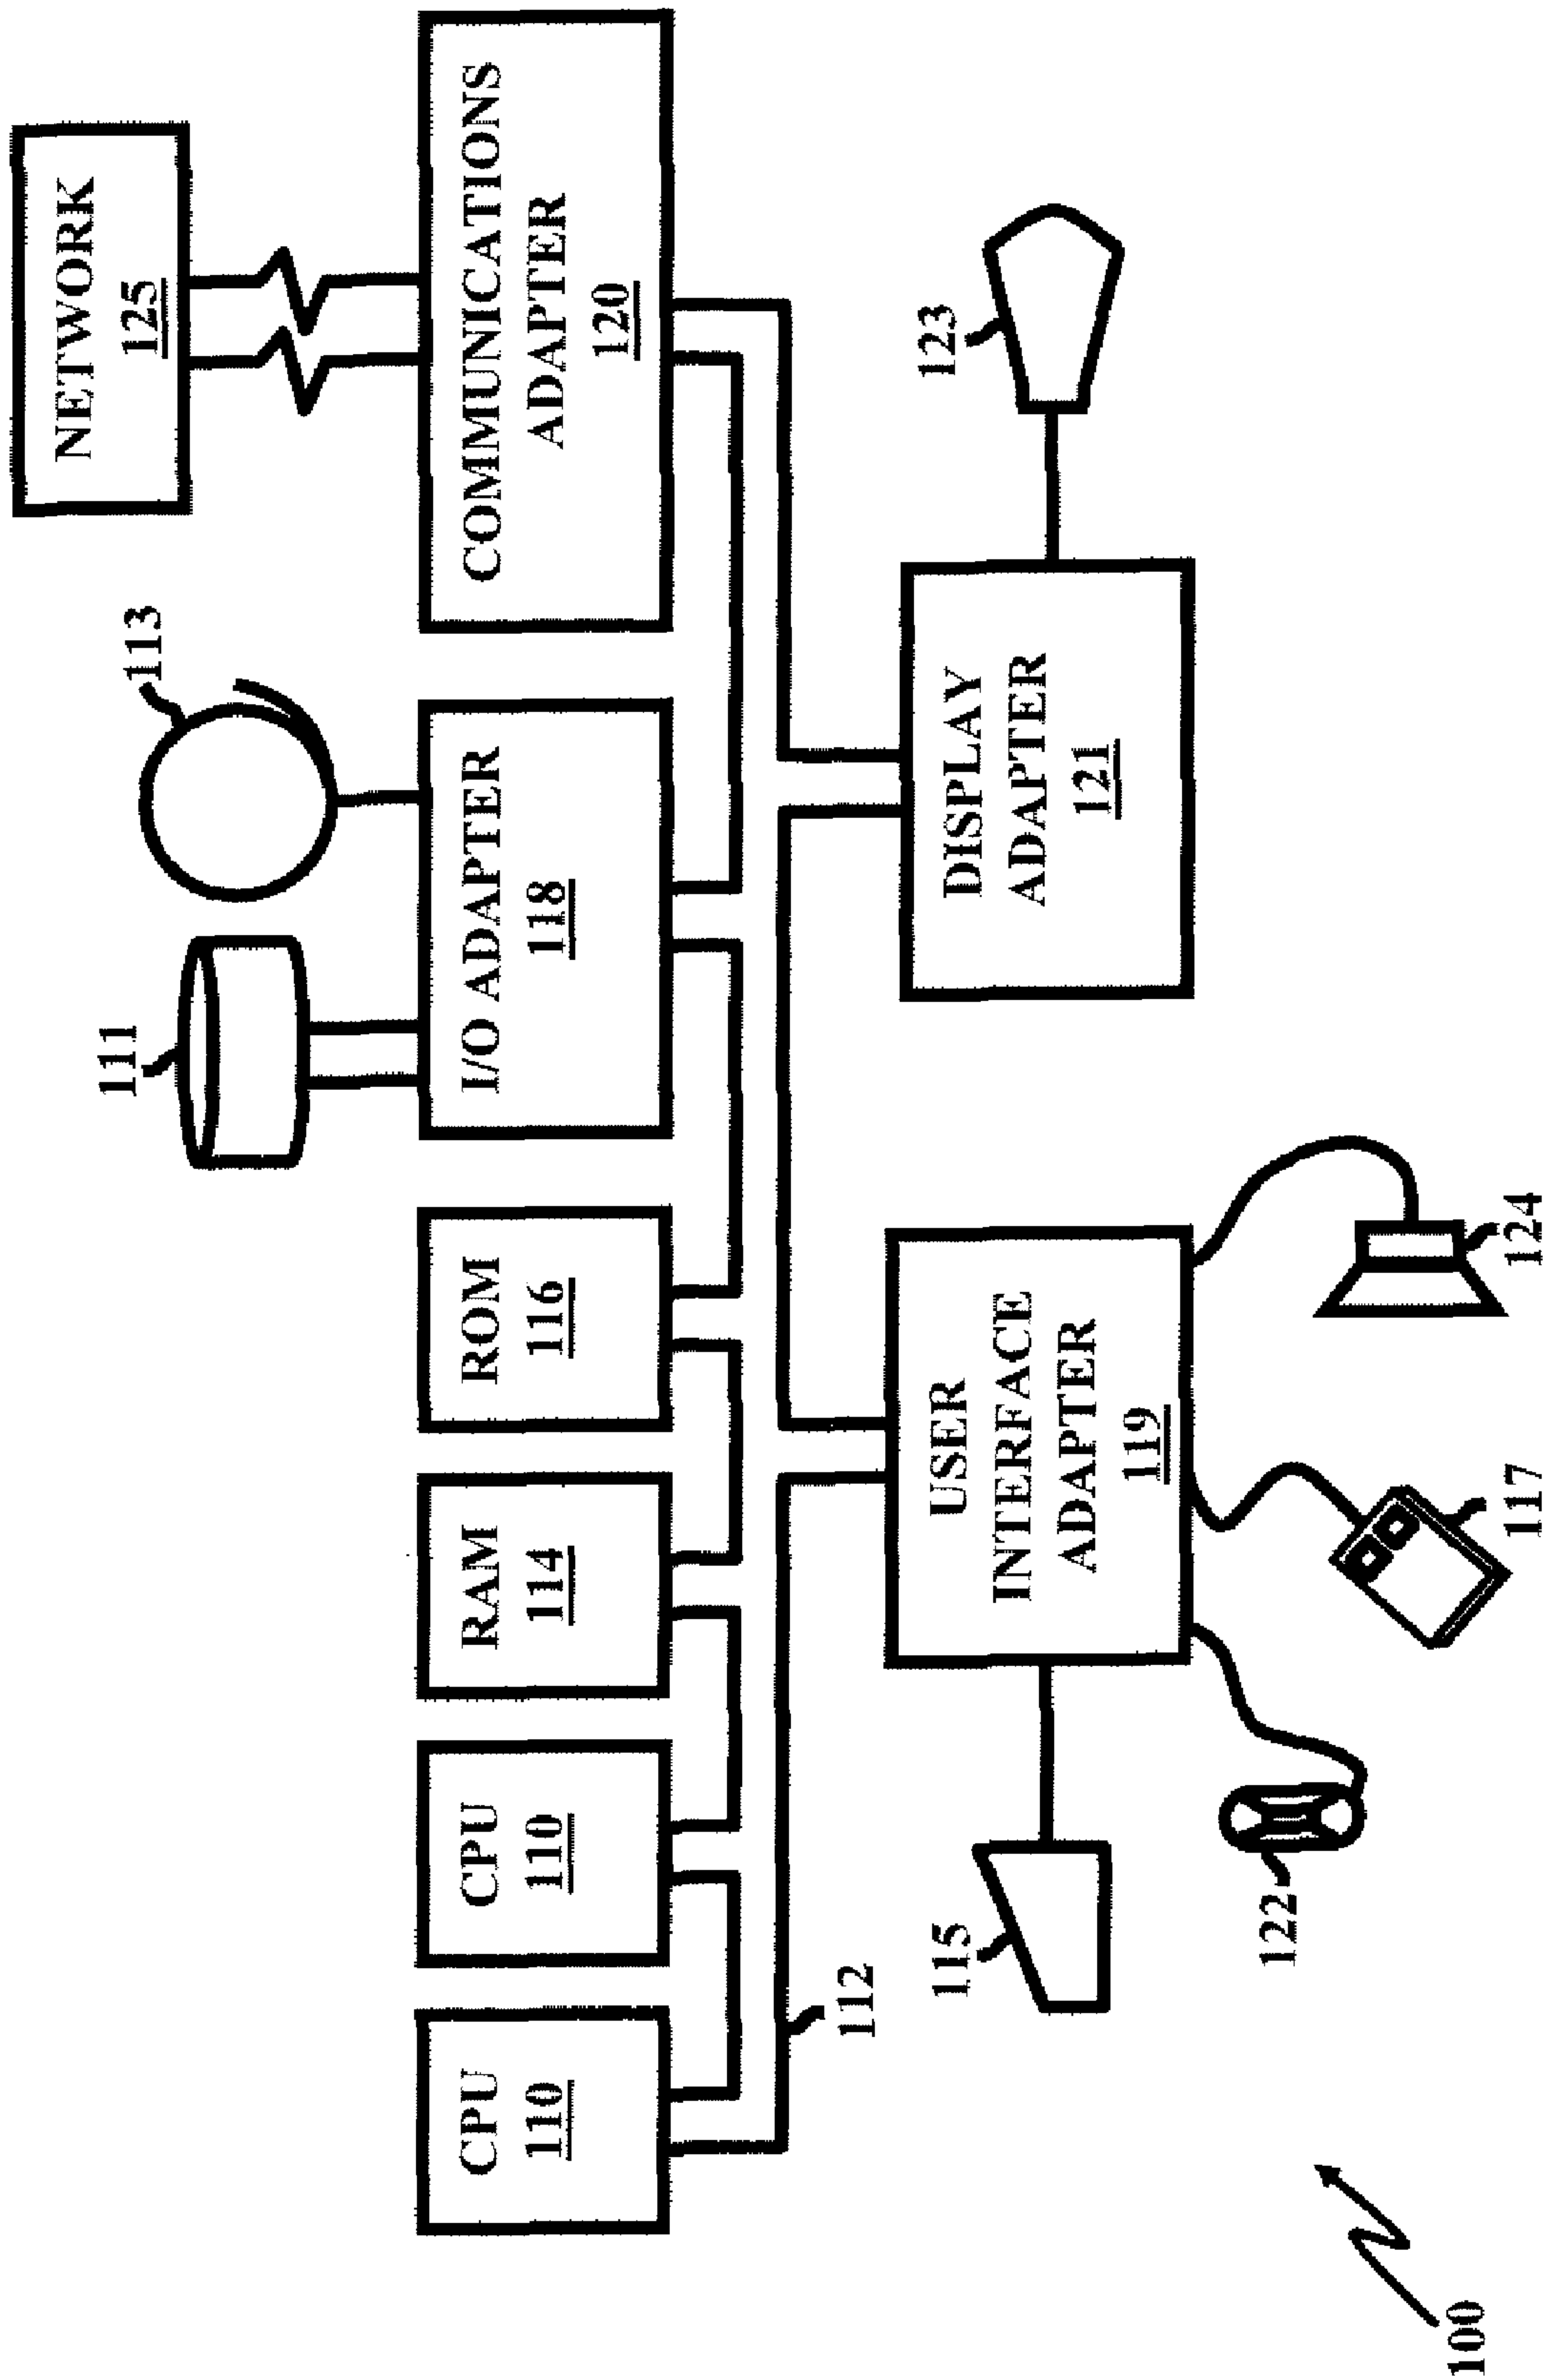 111
113
NETWORK
125
CPU
110
CPU
110
RAM
114
ROM
116
I/O ADAPTER
118
COMMUNICATIONS
ADAPTER
120
112
115
USER
INTERFACE
ADAPTER
119
DISPLAY
ADAPTER
121
123
122
117
124
100